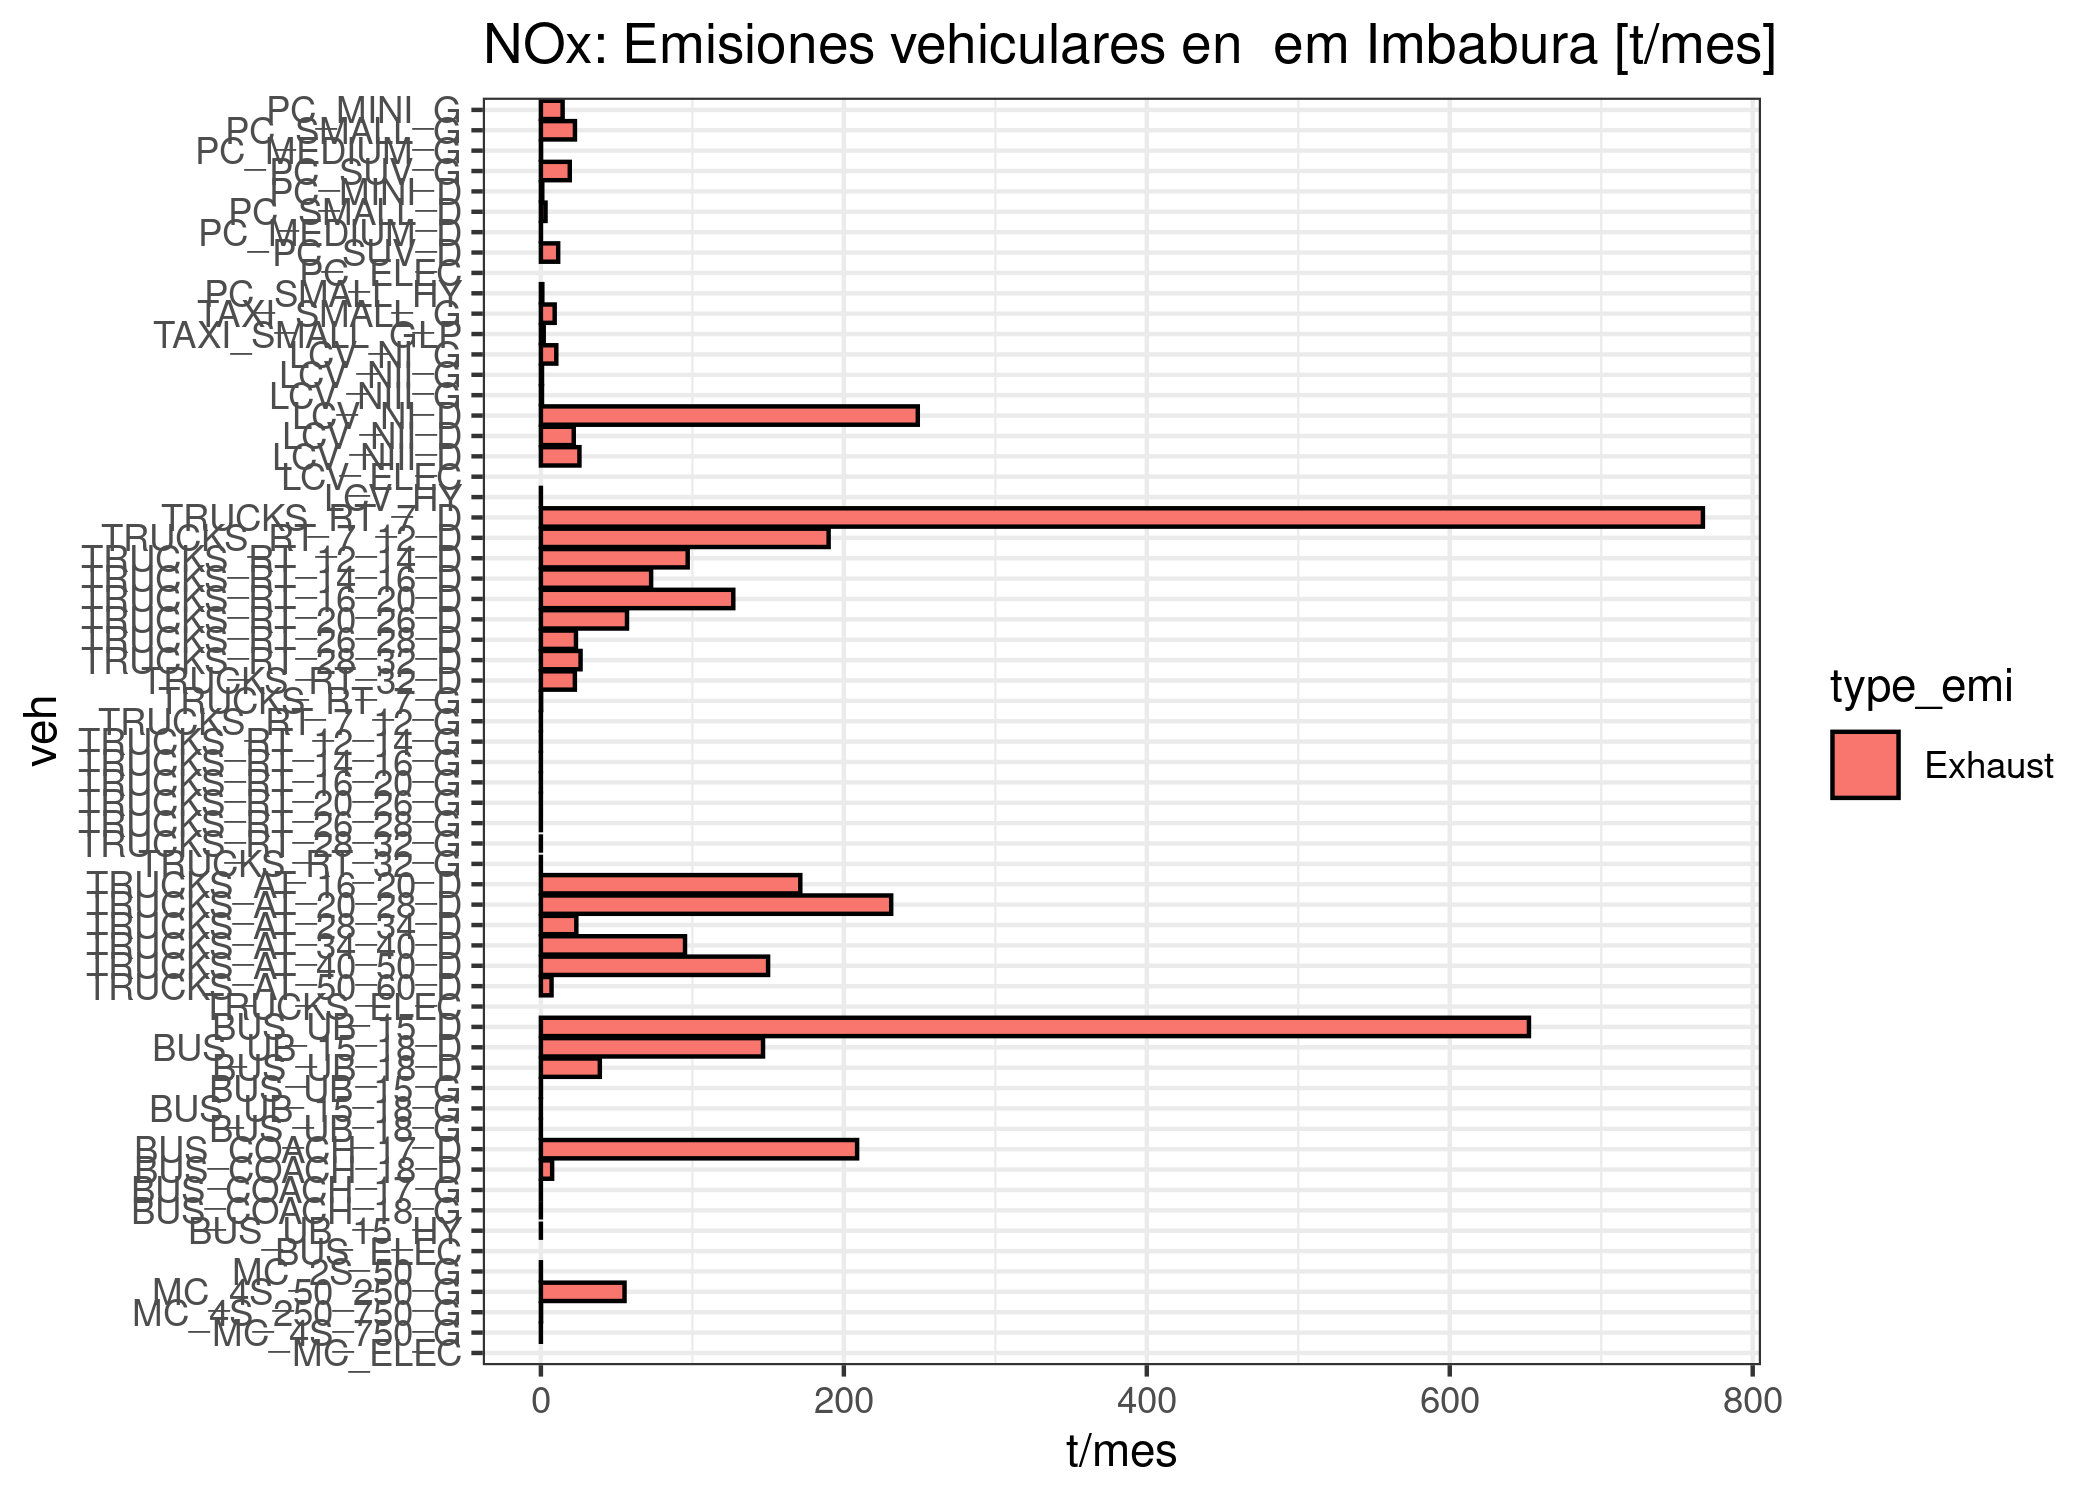 NOx: Emisiones vehiculares en  em Imbabura [t/mes]
PC_MINI_G
PC_SMALL_G
PC_MEDIUM_G
PC_SUV_G
PC_MINI_D
PC_SMALL_D
PC_MEDIUM_D
PC_SUV_D
PC_ELEC
PC_SMALL_HY
TAXI_SMALL_G
TAXI_SMALL_GLP
LCV_NI_G
LCV_NII_G
LCV_NIII_G
LCV_NI_D
LCV_NII_D
LCV_NIII_D
LCV_ELEC
LCV_HY
TRUCKS_RT_7_D
TRUCKS_RT_7_12_D
TRUCKS_RT_12_14_D
TRUCKS_RT_14_16_D
TRUCKS_RT_16_20_D
TRUCKS_RT_20_26_D
TRUCKS_RT_26_28_D
TRUCKS_RT_28_32_D
TRUCKS_RT_32_D
TRUCKS_RT_7_G
TRUCKS_RT_7_12_G
TRUCKS_RT_12_14_G
TRUCKS_RT_14_16_G
TRUCKS_RT_16_20_G
TRUCKS_RT_20_26_G
TRUCKS_RT_26_28_G
TRUCKS_RT_28_32_G
TRUCKS_RT_32_G
TRUCKS_AT_16_20_D
TRUCKS_AT_20_28_D
TRUCKS_AT_28_34_D
TRUCKS_AT_34_40_D
TRUCKS_AT_40_50_D
TRUCKS_AT_50_60_D
TRUCKS_ELEC
BUS_UB_15_D
BUS_UB_15_18_D
BUS_UB_18_D
BUS_UB_15_G
BUS_UB_15_18_G
BUS_UB_18_G
BUS_COACH_17_D
BUS_COACH_18_D
BUS_COACH_17_G
BUS_COACH_18_G
BUS_UB_15_HY
BUS_ELEC
MC_2S_50_G
MC_4S_50_250_G
MC_4S_250_750_G
MC_4S_750_G
MC_ELEC
veh
0 200 400 600 800
t/mes
type_emi
Exhaust